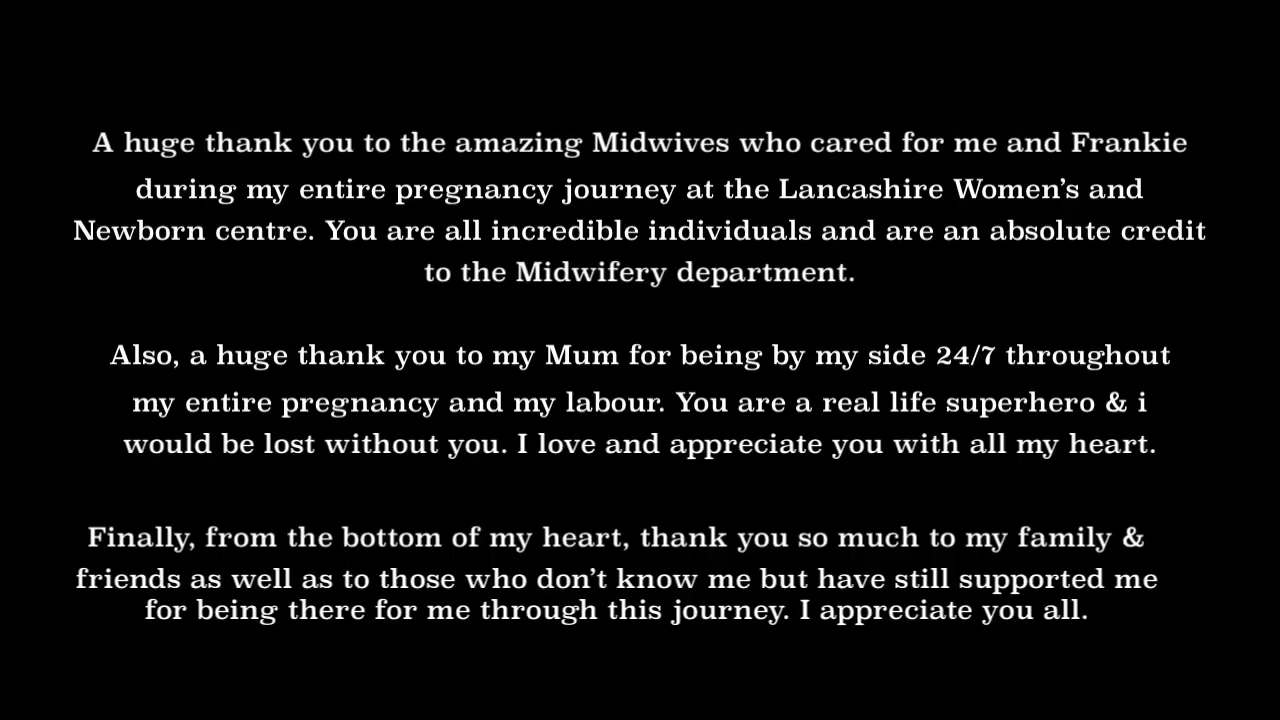 A huge thank you to the amazing Midwives who cared for me and Frankie
during my entire pregnancy journey at the Lancashire Women’s and
Newborn centre. You are all incredible individuals and are an absolute credit
to the Midwifery department.
Also, a huge thank you to my Mum for being by my side 24/7 throughout
my entire pregnancy and my labour. You are a real life superhero & i
would be lost without you. I love and appreciate you with all my heart.
Finally, from the bottom of my heart, thank you so much to my family &
friends as well as to those who don’t know me but have still supported me
for being there for me through this journey. I appreciate you all.